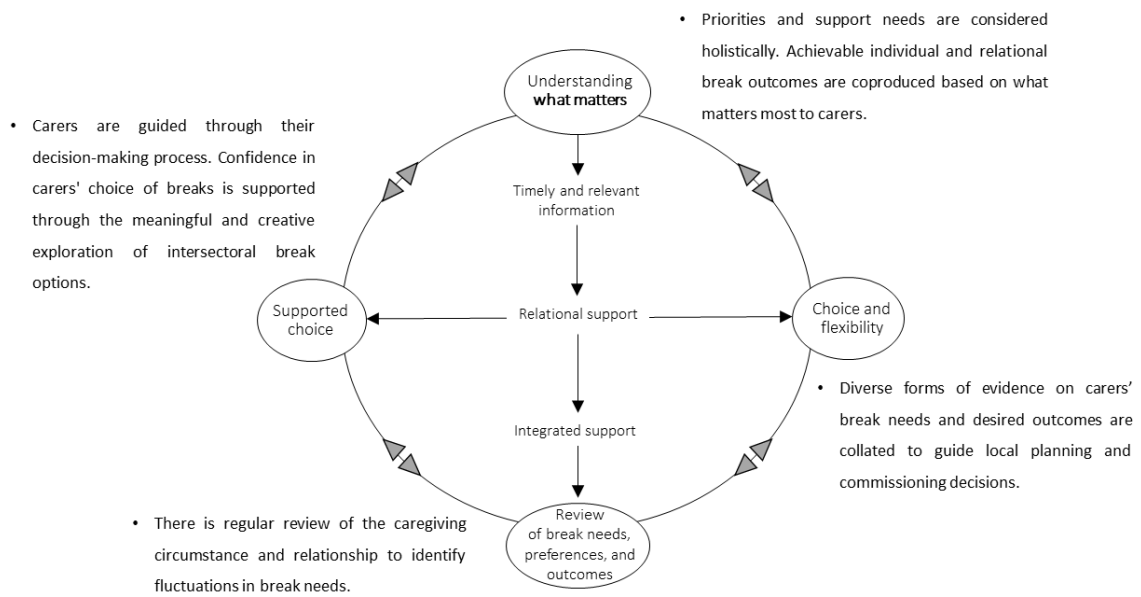 • Priorities and support needs are considered
holistically. Achievable individual and relational
break outcomes are coproduced based on what
matters most to carers.
Understanding
what matters
• Carers are guided through their
decision-making process. Confidence in
carers' choice of breaks is supported
through the meaningful and creative
exploration of intersectoral break
options.
Timely and relevant
information
Supported
choice
Relational support
Choice and
flexibility
• Diverse forms of evidence on carers’
break needs and desired outcomes are
collated to guide local planning and
commissioning decisions.
Integrated support
• There is regular review of the caregiving
circumstance and relationship to identify
fluctuations in break needs.
Review
of break needs,
preferences, and
outcomes